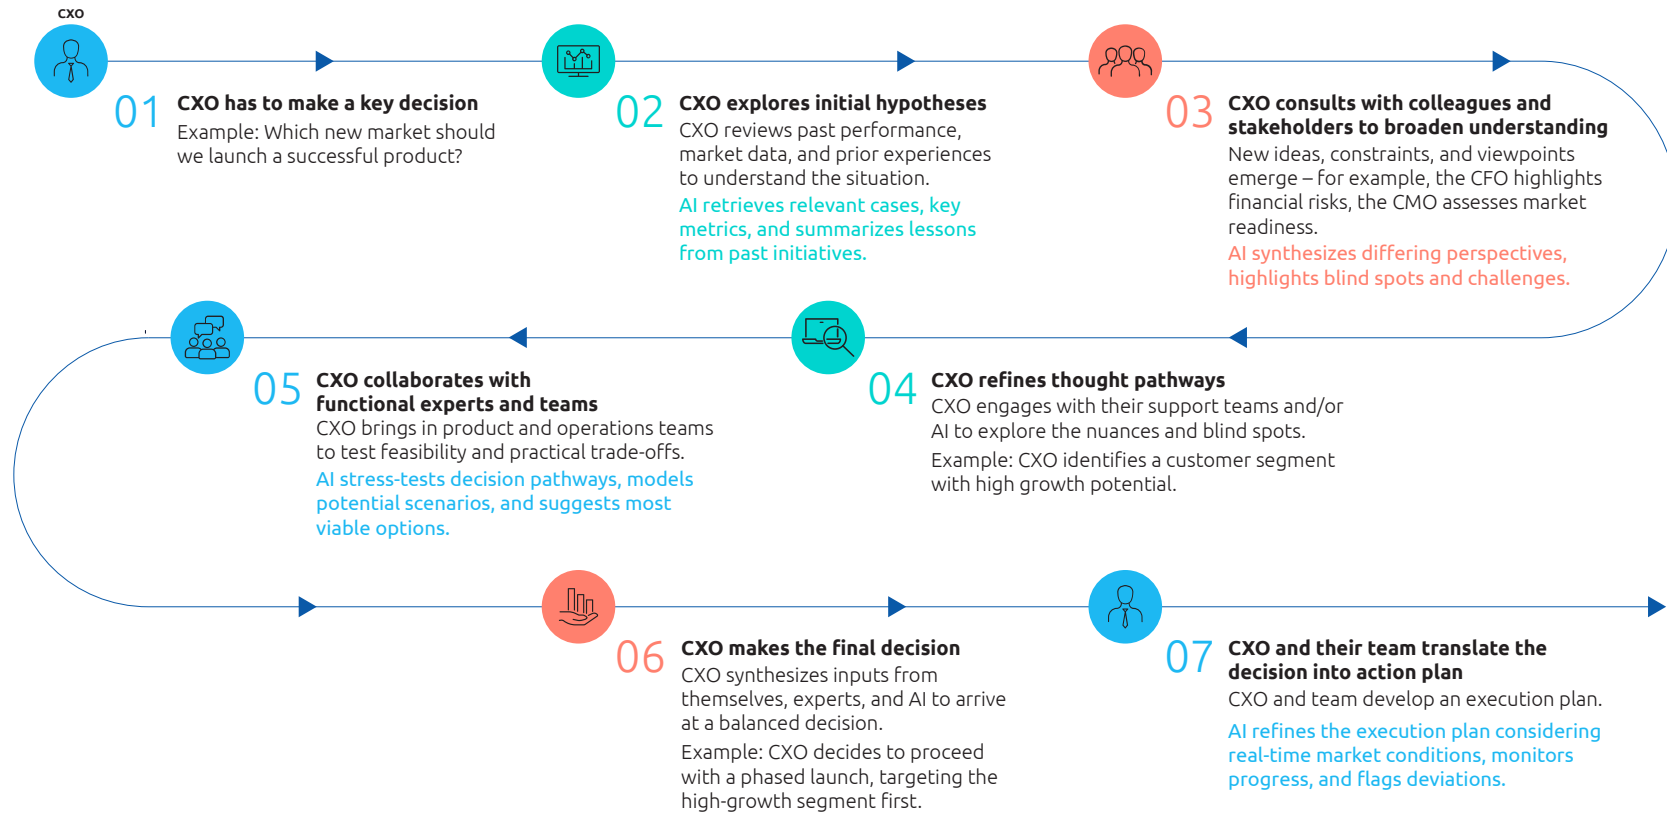 CXO
01
CXO has to make a key decision
Example: Which new market should
we launch a successful product?
02
CXO explores initial hypotheses
CXO reviews past performance,
market data, and prior experiences
to understand the situation.
AI retrieves relevant cases, key
metrics, and summarizes lessons
from past initiatives.
03
CXO consults with colleagues and
stakeholders to broaden understanding
New ideas, constraints, and viewpoints
emerge – for example, the CFO highlights
financial risks, the CMO assesses market
readiness.
AI synthesizes differing perspectives,
highlights blind spots and challenges.
04
CXO refines thought pathways
CXO engages with their support teams and/or
AI to explore the nuances and blind spots.
Example: CXO identifies a customer segment
with high growth potential.
05
CXO collaborates with
functional experts and teams
CXO brings in product and operations teams
to test feasibility and practical trade-offs.
AI stress-tests decision pathways, models
potential scenarios, and suggests most
viable options.
06
CXO makes the final decision
CXO synthesizes inputs from
themselves, experts, and AI to arrive
at a balanced decision.
Example: CXO decides to proceed
with a phased launch, targeting the
high-growth segment first.
07
CXO and their team translate the
decision into action plan
CXO and team develop an execution plan.
AI refines the execution plan considering
real-time market conditions, monitors
progress, and flags deviations.